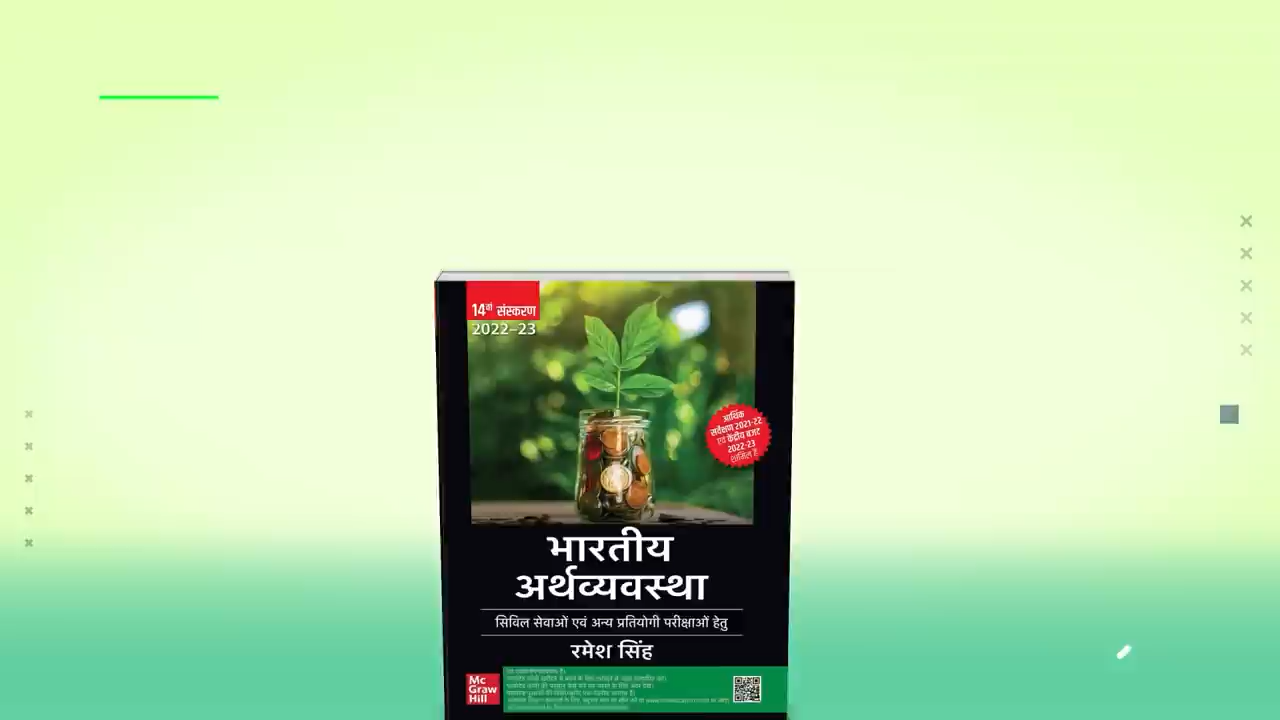 14वां संस्करण
2022-23
आर्थिक
सर्वेक्षण 2021-22
एवं केंद्रीय बजट
2022-23
शामिल है
भारतीय
अर्थव्यवस्था
सिविल सेवाओं एवं अन्य प्रतियोगी परीक्षाओं हेतु
रमेश सिंह
Mc
Graw
Hill